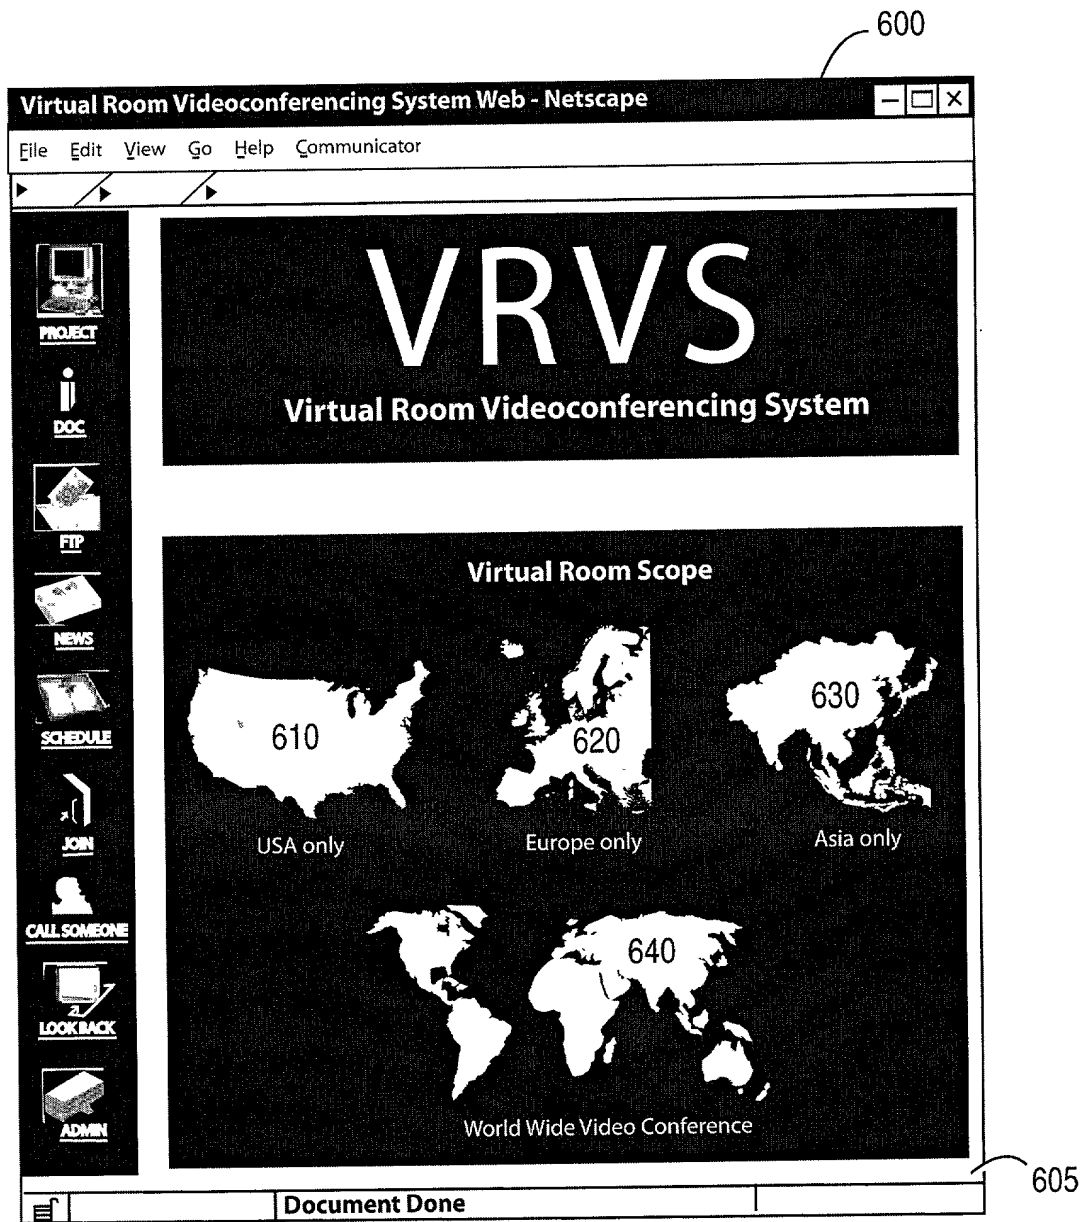 600
Virtual Room Videoconferencing System Web - Netscape
File Edit View Go Help Communicator
VRVS
Virtual Room Videoconferencing System
PROJECT
DOC
FTP
NEWS
SCHEDULE
JOIN
CALL SOMEONE
LOOK BACK
ADMIN
Virtual Room Scope
610
620
630
USA only
Europe only
Asia only
640
World Wide Video Conference
605
Document Done